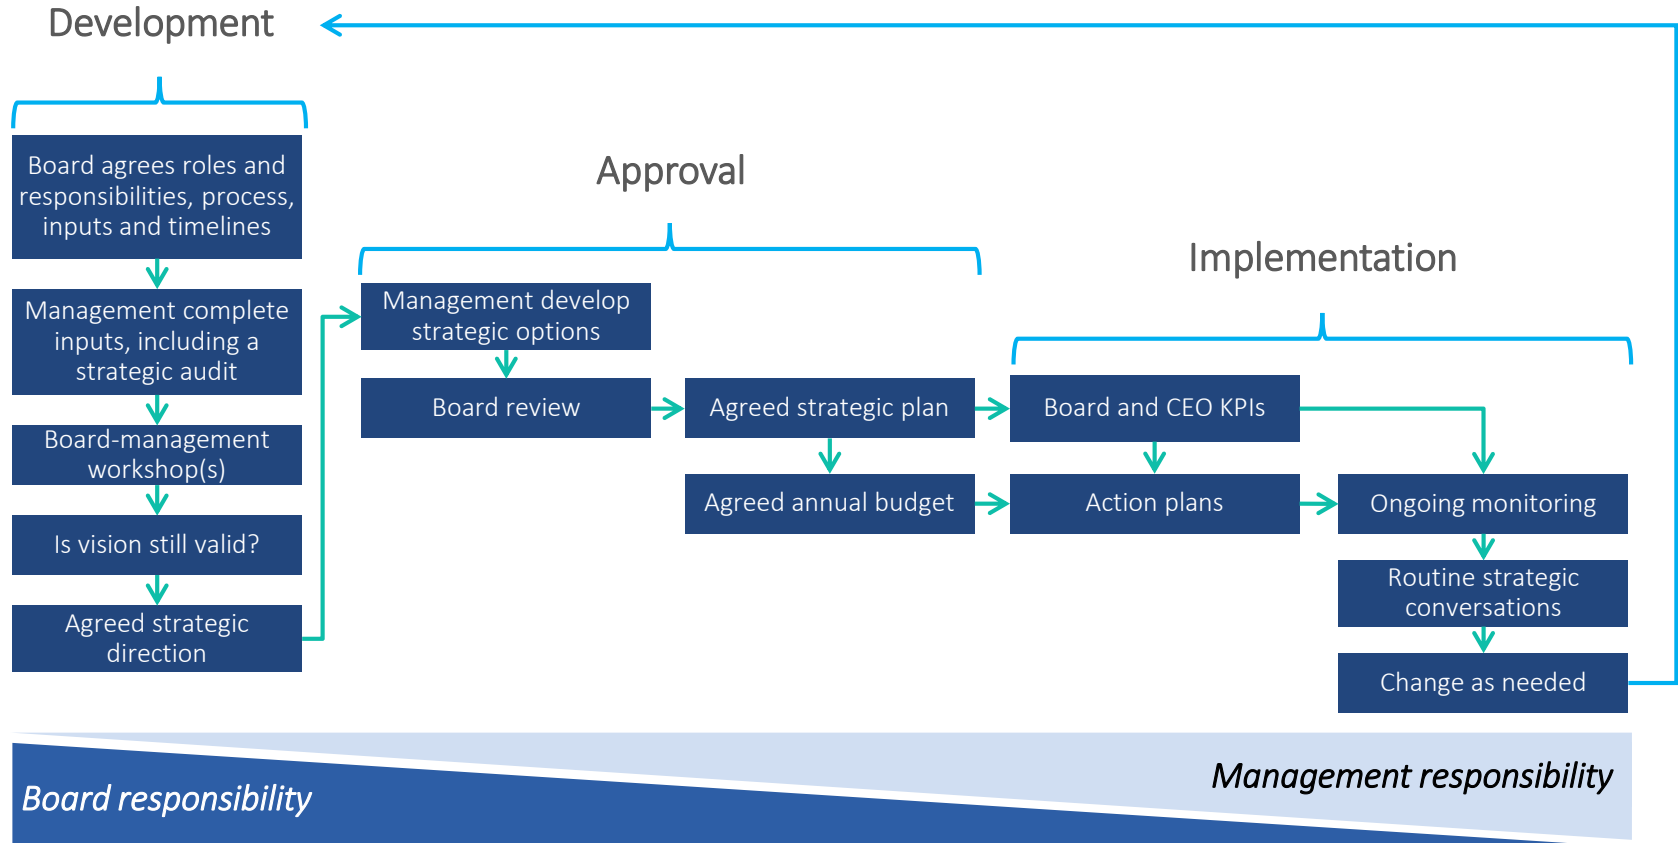 Development
Board agrees roles and
responsibilities, process,
inputs and timelines
Management complete
inputs, including a
strategic audit
Board-management
workshop(s)
Is vision still valid?
Agreed strategic
direction
Approval
Management develop
strategic options
Board review
Agreed strategic plan
Agreed annual budget
Implementation
Board and CEO KPIs
Action plans
Ongoing monitoring
Routine strategic
conversations
Change as needed
Board responsibility
Management responsibility